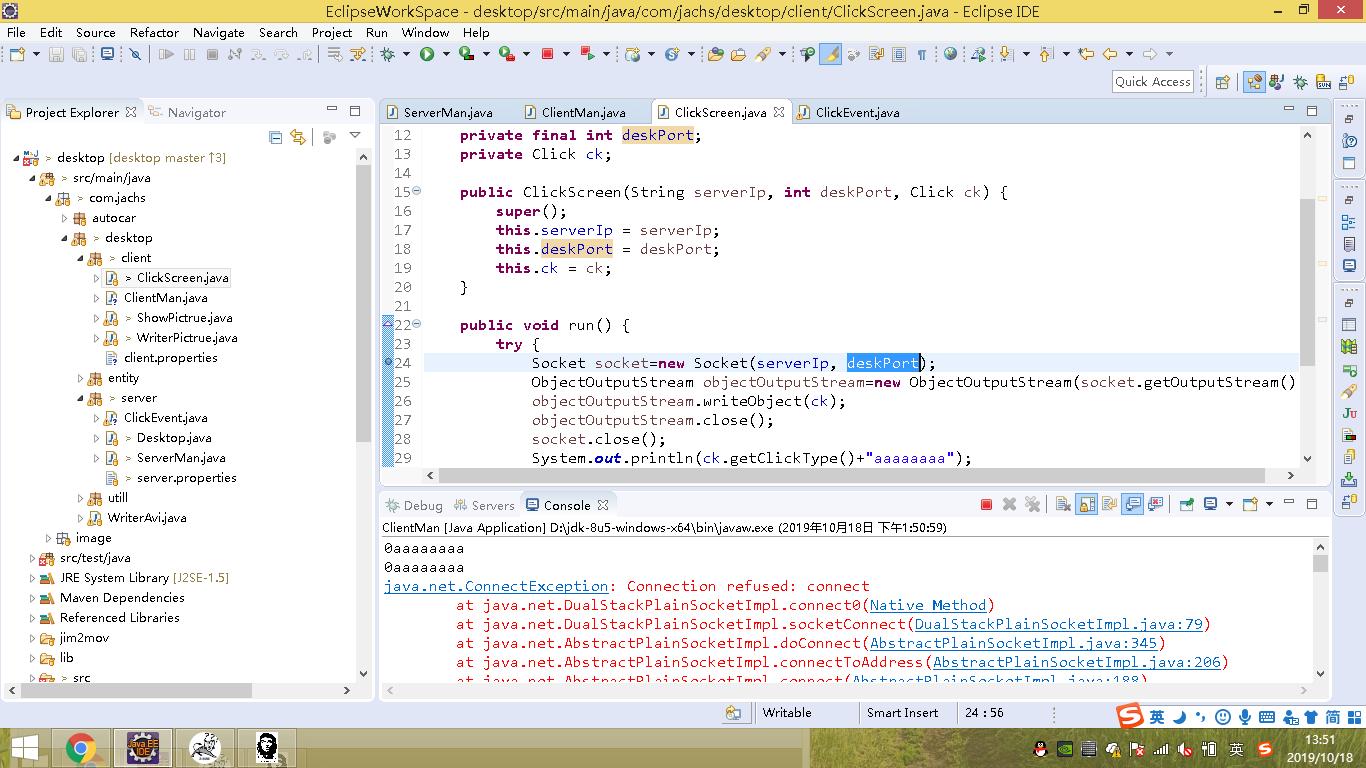 EclipseWorkSpace - desktop/src/main/java/com/jachs/desktop/client/ClickScreen.java - Eclipse IDE
File Edit Source Refactor Navigate Search Project Run Window Help
Quick Access
Project Explorer Navigator
> desktop [desktop master ↑3]
> src/main/java
> com.jachs
autocar
> desktop
> client
> ClickScreen.java
ClientMan.java
> ShowPictrue.java
> WriterPictrue.java
client.properties
entity
> server
ClickEvent.java
> Desktop.java
> ServerMan.java
> server.properties
utill
WriterAvi.java
image
src/test/java
JRE System Library [J2SE-1.5]
Maven Dependencies
Referenced Libraries
jim2mov
lib
> src
ServerMan.java ClientMan.java ClickScreen.java ClickEvent.java
12 private final int deskPort;
13 private Click ck;
14
15 public ClickScreen(String serverIp, int deskPort, Click ck) {
16 super();
17 this.serverIp = serverIp;
18 this.deskPort = deskPort;
19 this.ck = ck;
20 }
21
22 public void run() {
23 try {
24 Socket socket=new Socket(serverIp, deskPort);
25 ObjectOutputStream objectOutputStream=new ObjectOutputStream(socket.getOutputStream()
26 objectOutputStream.writeObject(ck);
27 objectOutputStream.close();
28 socket.close();
29 System.out.println(ck.getClickType()+"aaaaaaaa");
Debug Servers Console
ClientMan [Java Application] D:\jdk-8u5-windows-x64\bin\javaw.exe (2019年10月18日 下午1:50:59)
0aaaaaaaa
0aaaaaaaa
java.net.ConnectException: Connection refused: connect
at java.net.DualStackPlainSocketImpl.connect0(Native Method)
at java.net.DualStackPlainSocketImpl.socketConnect(DualStackPlainSocketImpl.java:79)
at java.net.AbstractPlainSocketImpl.doConnect(AbstractPlainSocketImpl.java:345)
at java.net.AbstractPlainSocketImpl.connectToAddress(AbstractPlainSocketImpl.java:206)
at java.net.AbstractPlainSocketImpl.connect(AbstractPlainSocketImpl.java:188)
Writable Smart Insert 24 : 56
英 简
Java EE IDE
英
13:51
2019/10/18